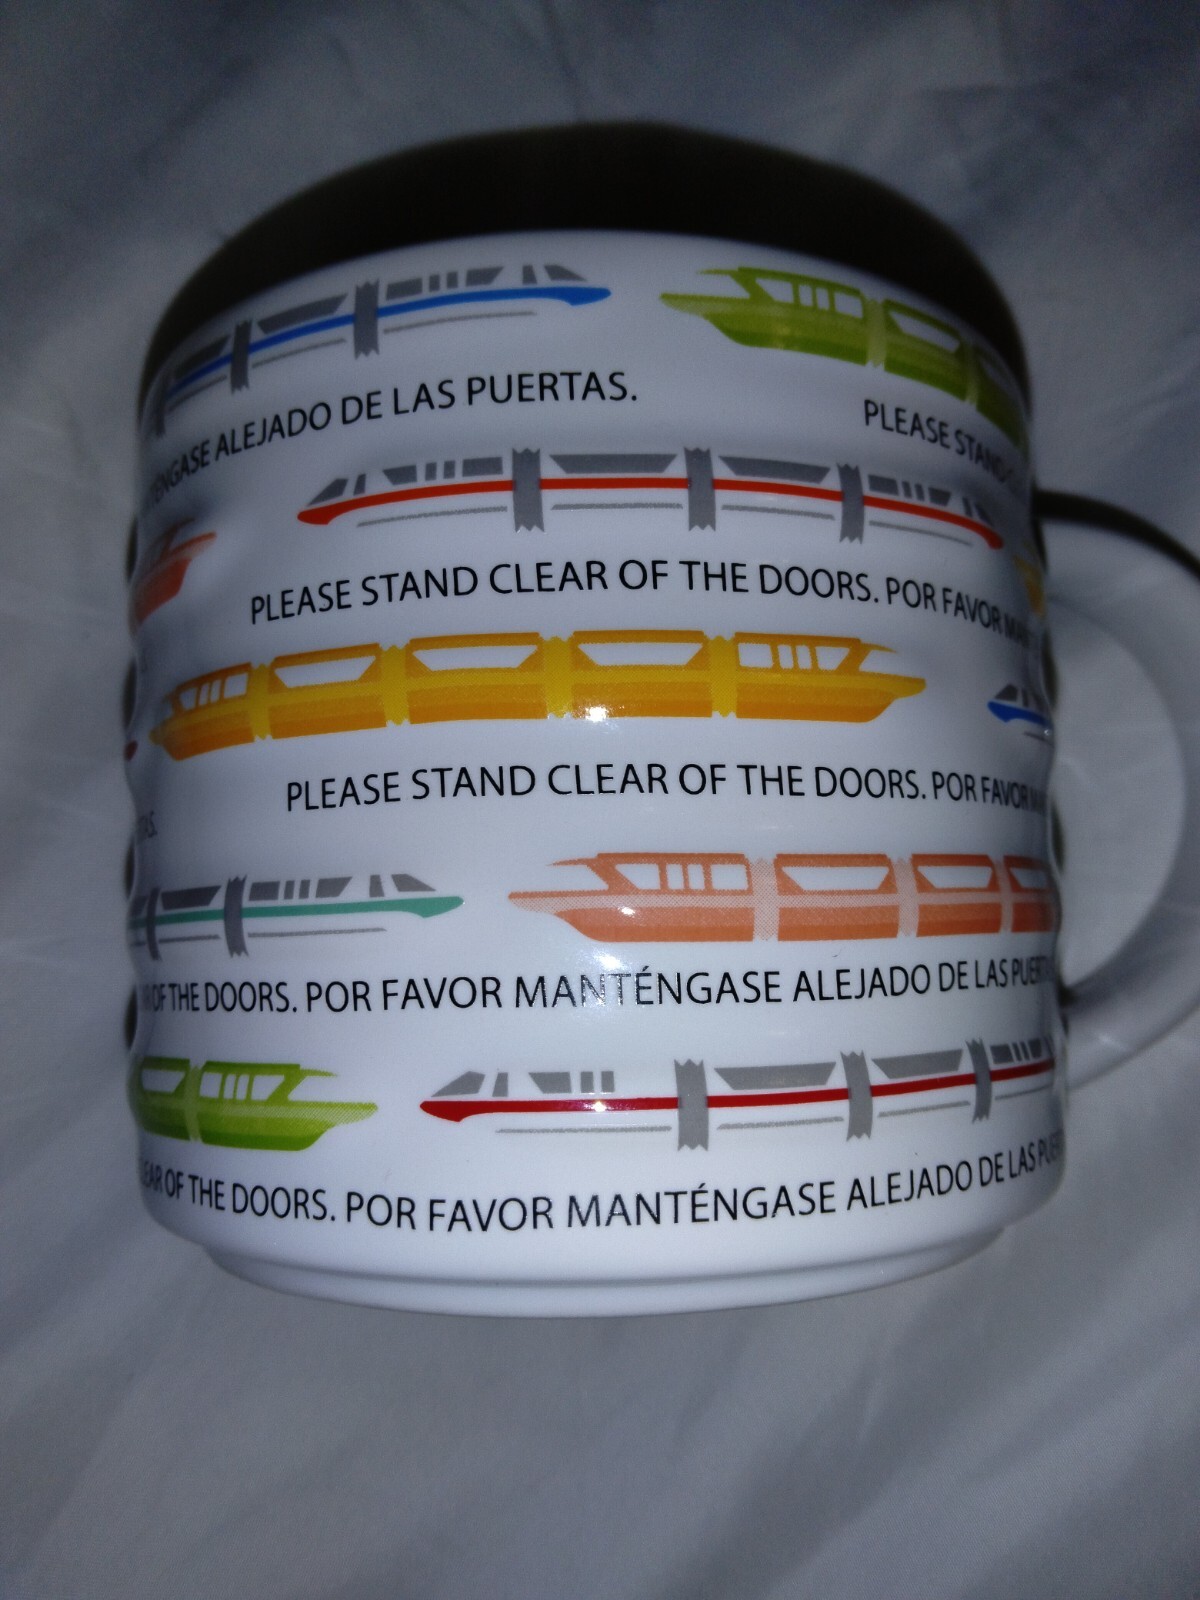 ALEJADO DE LAS PUERTAS.
PLEASE STAND
PLEASE STAND CLEAR OF THE DOORS. POR FAVOR
PLEASE STAND CLEAR OF THE DOORS. POR FAVOR
OF THE DOORS. POR FAVOR MANTÉNGASE ALEJADO DE LAS
OF THE DOORS. POR FAVOR MANTÉNGASE ALEJADO DE LAS